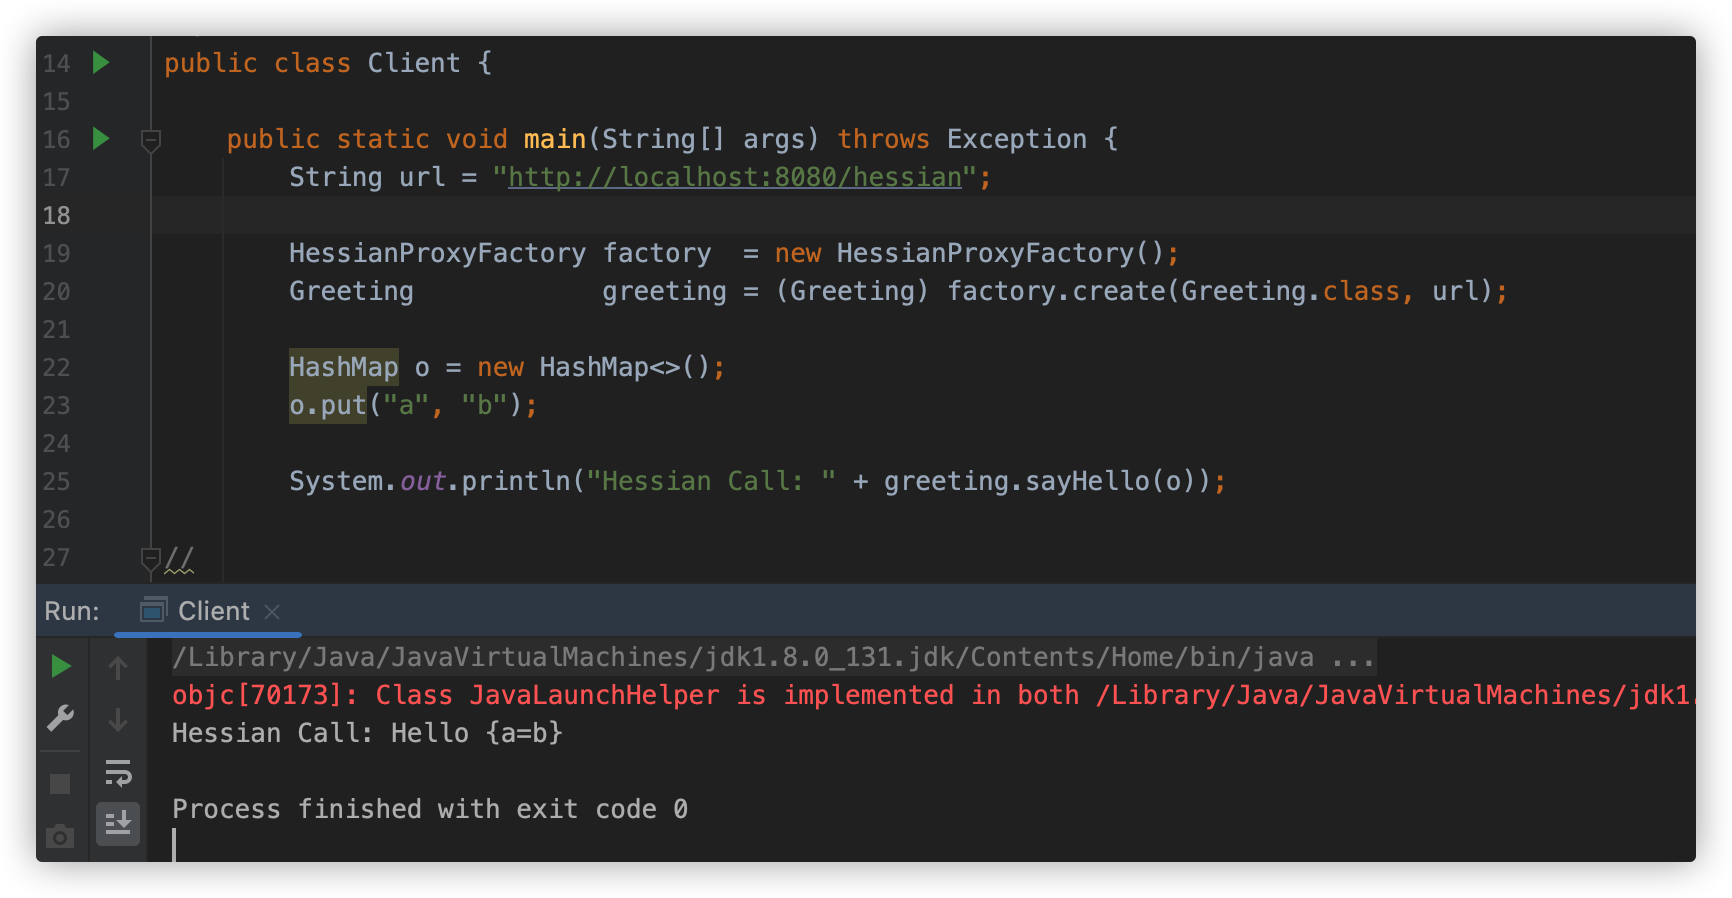 14 public class Client {
15
16 public static void main(String[] args) throws Exception {
17 String url = "http://localhost:8080/hessian";
18
19 HessianProxyFactory factory = new HessianProxyFactory();
20 Greeting greeting = (Greeting) factory.create(Greeting.class, url);
21
22 HashMap o = new HashMap<>();
23 o.put("a", "b");
24
25 System.out.println("Hessian Call: " + greeting.sayHello(o));
26
27 //
Run: Client
/Library/Java/JavaVirtualMachines/jdk1.8.0_131.jdk/Contents/Home/bin/java ...
objc[70173]: Class JavaLaunchHelper is implemented in both /Library/Java/JavaVirtualMachines/jdk1.
Hessian Call: Hello {a=b}
Process finished with exit code 0